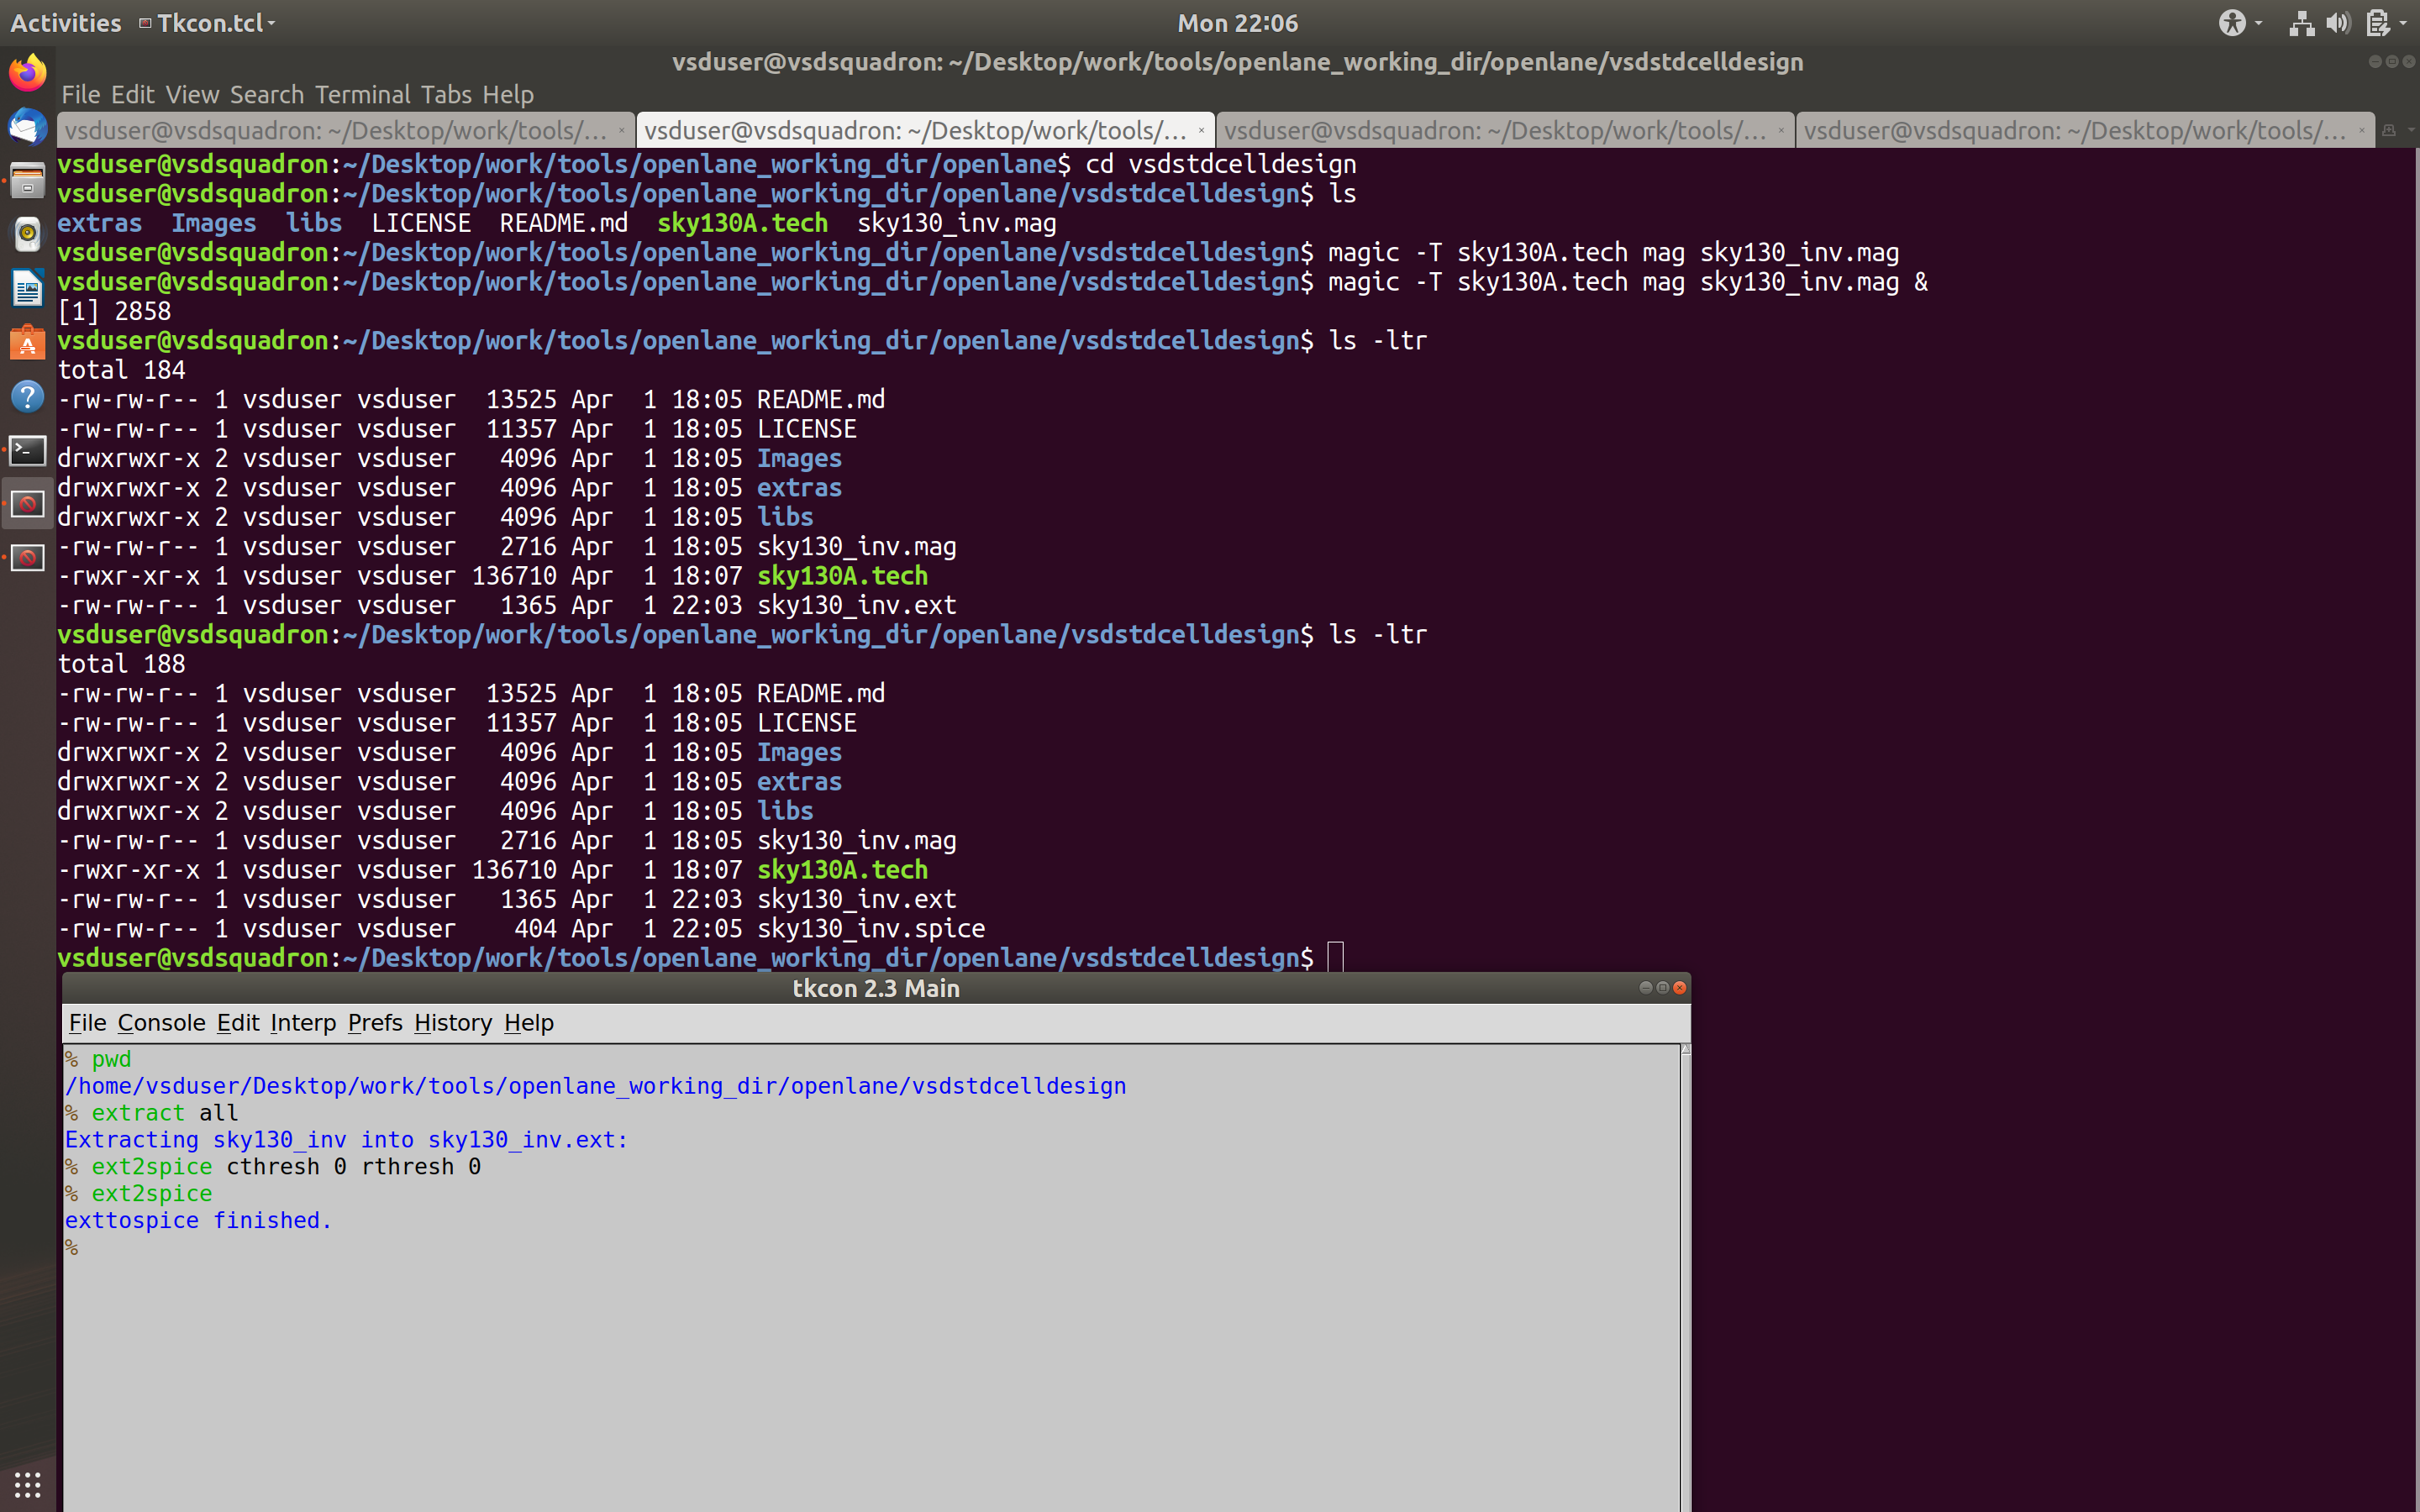 Activities Tkcon.tcl Mon 22:06
vsduser@vsdsquadron: ~/Desktop/work/tools/openlane_working_dir/openlane/vsdstdcelldesign
File Edit View Search Terminal Tabs Help
vsduser@vsdsquadron: ~/Desktop/work/tools/... vsduser@vsdsquadron: ~/Desktop/work/tools/... vsduser@vsdsquadron: ~/Desktop/work/tools/... vsduser@vsdsquadron: ~/Desktop/work/tools/...
vsduser@vsdsquadron:~/Desktop/work/tools/openlane_working_dir/openlane$ cd vsdstdcelldesign
vsduser@vsdsquadron:~/Desktop/work/tools/openlane_working_dir/openlane/vsdstdcelldesign$ ls
extras  Images  libs  LICENSE  README.md  sky130A.tech  sky130_inv.mag
vsduser@vsdsquadron:~/Desktop/work/tools/openlane_working_dir/openlane/vsdstdcelldesign$ magic -T sky130A.tech mag sky130_inv.mag
vsduser@vsdsquadron:~/Desktop/work/tools/openlane_working_dir/openlane/vsdstdcelldesign$ magic -T sky130A.tech mag sky130_inv.mag &
[1] 2858
vsduser@vsdsquadron:~/Desktop/work/tools/openlane_working_dir/openlane/vsdstdcelldesign$ ls -ltr
total 184
-rw-rw-r-- 1 vsduser vsduser  13525 Apr  1 18:05 README.md
-rw-rw-r-- 1 vsduser vsduser  11357 Apr  1 18:05 LICENSE
drwxrwxr-x 2 vsduser vsduser   4096 Apr  1 18:05 Images
drwxrwxr-x 2 vsduser vsduser   4096 Apr  1 18:05 extras
drwxrwxr-x 2 vsduser vsduser   4096 Apr  1 18:05 libs
-rw-rw-r-- 1 vsduser vsduser   2716 Apr  1 18:05 sky130_inv.mag
-rwxr-xr-x 1 vsduser vsduser 136710 Apr  1 18:07 sky130A.tech
-rw-rw-r-- 1 vsduser vsduser   1365 Apr  1 22:03 sky130_inv.ext
vsduser@vsdsquadron:~/Desktop/work/tools/openlane_working_dir/openlane/vsdstdcelldesign$ ls -ltr
total 188
-rw-rw-r-- 1 vsduser vsduser  13525 Apr  1 18:05 README.md
-rw-rw-r-- 1 vsduser vsduser  11357 Apr  1 18:05 LICENSE
drwxrwxr-x 2 vsduser vsduser   4096 Apr  1 18:05 Images
drwxrwxr-x 2 vsduser vsduser   4096 Apr  1 18:05 extras
drwxrwxr-x 2 vsduser vsduser   4096 Apr  1 18:05 libs
-rw-rw-r-- 1 vsduser vsduser   2716 Apr  1 18:05 sky130_inv.mag
-rwxr-xr-x 1 vsduser vsduser 136710 Apr  1 18:07 sky130A.tech
-rw-rw-r-- 1 vsduser vsduser   1365 Apr  1 22:03 sky130_inv.ext
-rw-rw-r-- 1 vsduser vsduser    404 Apr  1 22:05 sky130_inv.spice
vsduser@vsdsquadron:~/Desktop/work/tools/openlane_working_dir/openlane/vsdstdcelldesign$
tkcon 2.3 Main
File Console Edit Interp Prefs History Help
% pwd
/home/vsduser/Desktop/work/tools/openlane_working_dir/openlane/vsdstdcelldesign
% extract all
Extracting sky130_inv into sky130_inv.ext:
% ext2spice cthresh 0 rthresh 0
% ext2spice
exttospice finished.
%